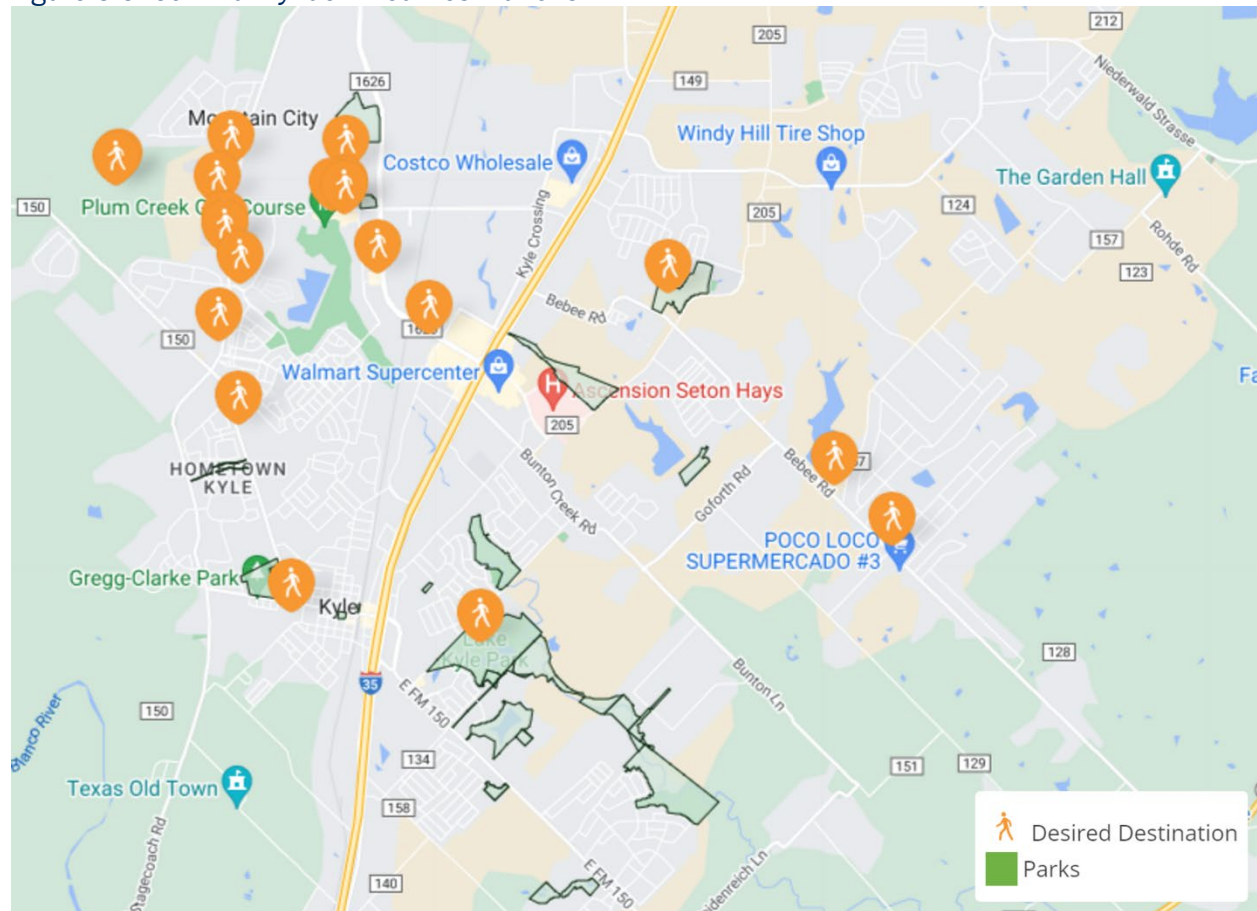 212
205
Niederwald Strasse
149
1626
Mountain City
Windy Hill Tire Shop
Costco Wholesale
The Garden Hall
150
Plum Creek Golf Course
205
124
Rohde Rd
157
Kyle Crossing
123
Bebee Rd
150
Walmart Supercenter
Ascension Seton Hays
205
HOMETOWN
KYLE
Bunton Creek Rd
Goforth Rd
Bebee Rd
POCO LOCO
SUPERMERCADO #3
Gregg-Clarke Park
Kyle
Lake
Kyle Park
128
Bunton Ln
35
E FM 150
Blanco River
150
134
151
129
Texas Old Town
158
Stagecoach Rd
140
E FM 150
Desired Destination
Parks